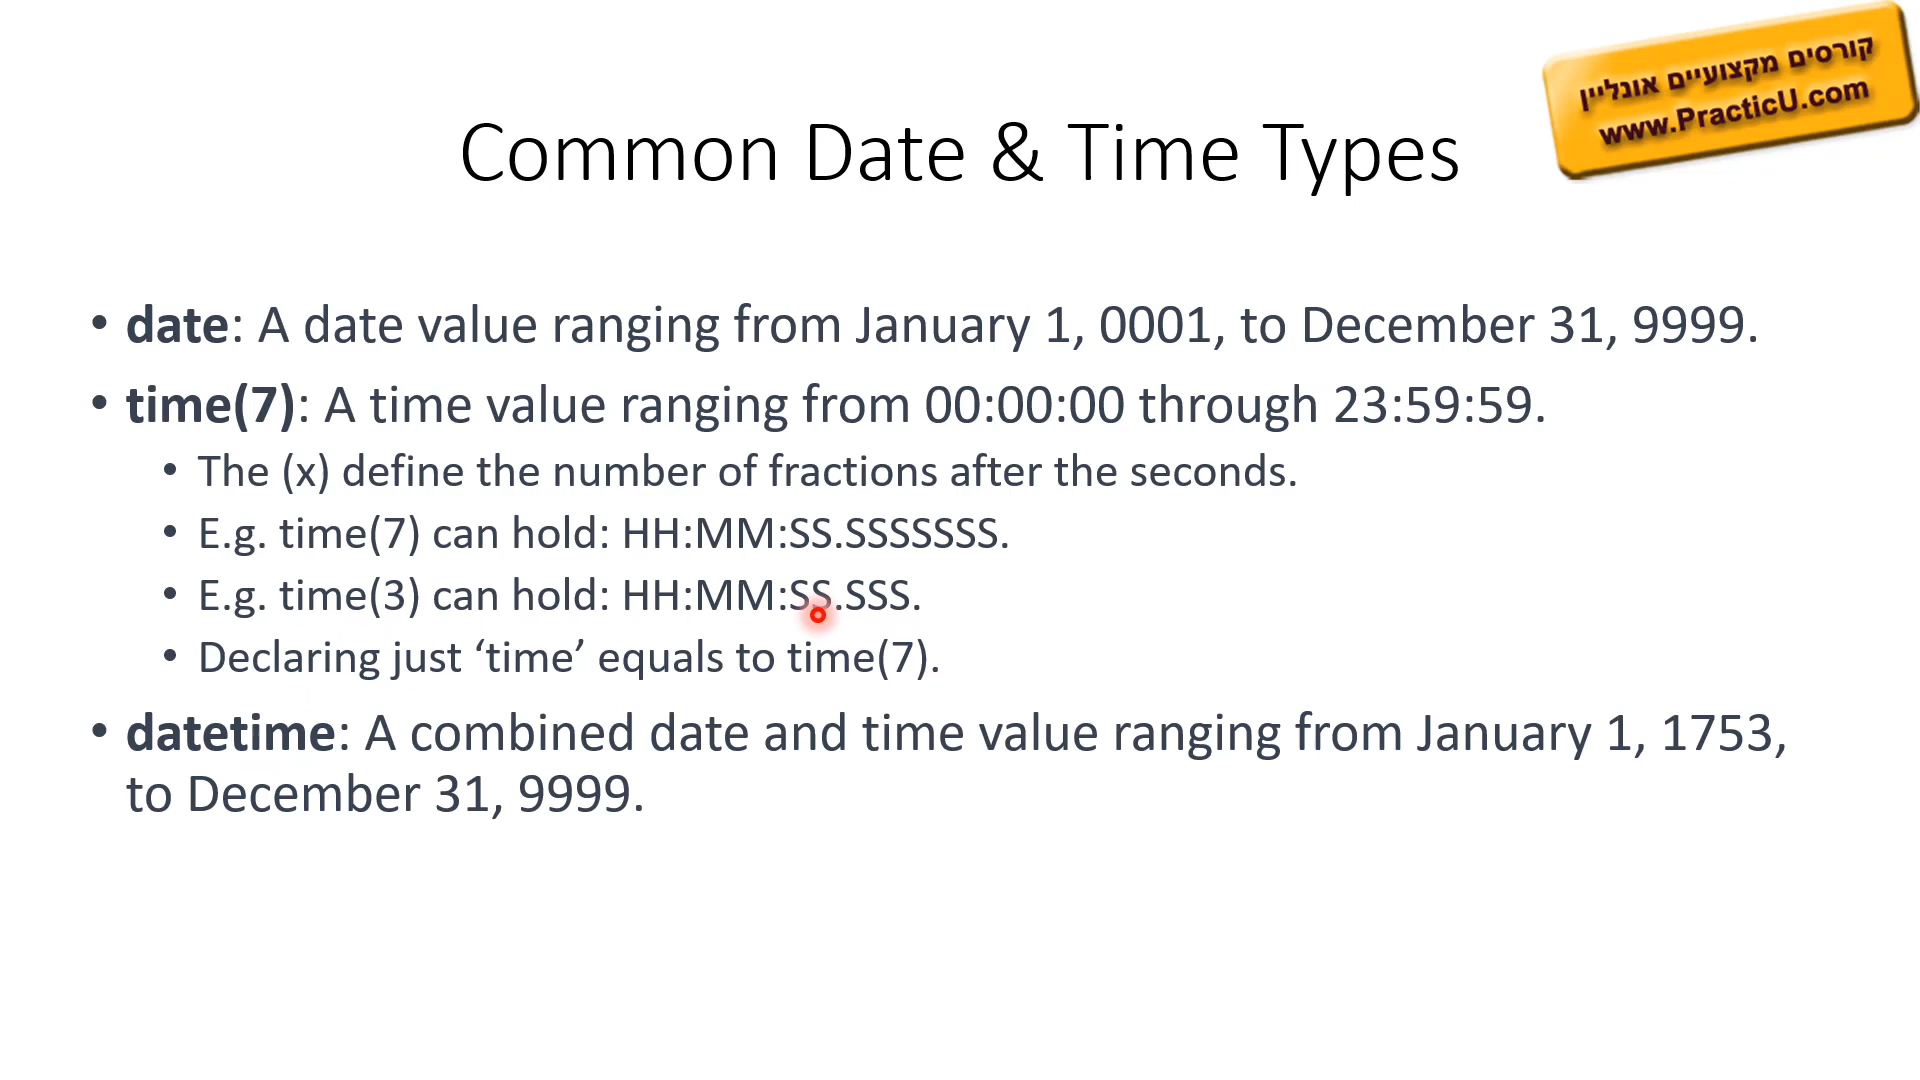 קורסים מקצועיים אונליין
www.PracticU.com
Common Date & Time Types
• date: A date value ranging from January 1, 0001, to December 31, 9999.
• time(7): A time value ranging from 00:00:00 through 23:59:59.
• The (x) define the number of fractions after the seconds.
• E.g. time(7) can hold: HH:MM:SS.SSSSSSS.
• E.g. time(3) can hold: HH:MM:SS.SSS.
• Declaring just ‘time’ equals to time(7).
• datetime: A combined date and time value ranging from January 1, 1753,
to December 31, 9999.